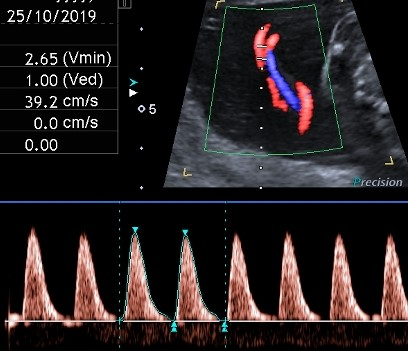 25/10/2019
2.65 (Vmin)
1.00 (Ved)
39.2 cm/s
0.0 cm/s
0.00
5
Precision